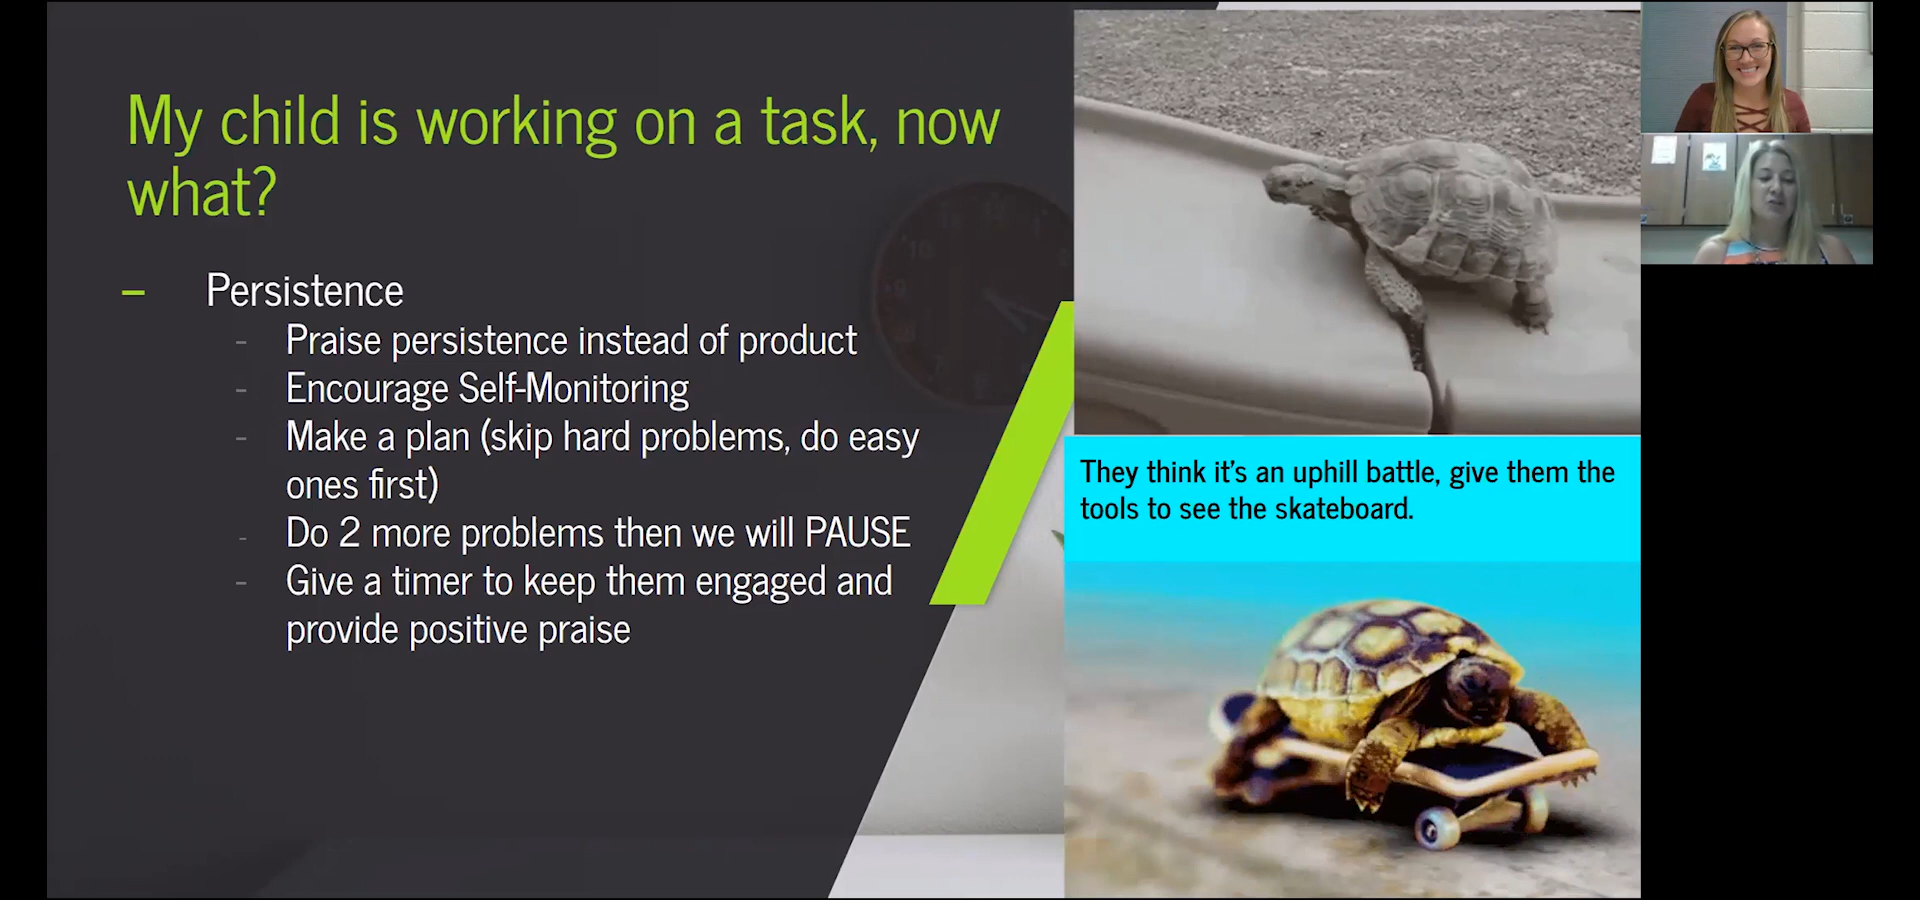 My child is working on a task, now
what?
– Persistence
- Praise persistence instead of product
- Encourage Self-Monitoring
- Make a plan (skip hard problems, do easy
ones first)
- Do 2 more problems then we will PAUSE
- Give a timer to keep them engaged and
provide positive praise
They think it's an uphill battle, give them the
tools to see the skateboard.